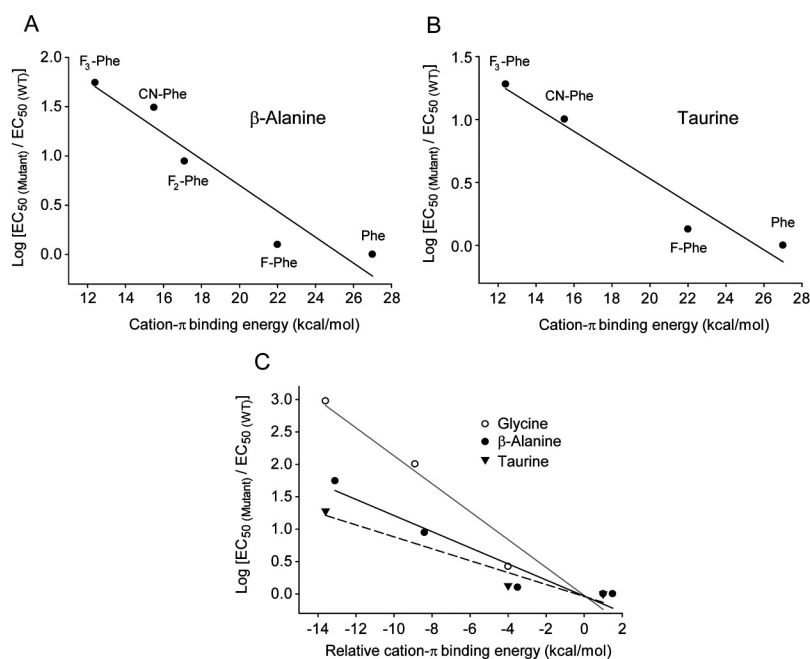 A
β-Alanine
Log [EC50 (Mutant) / EC50 (WT)]
2.0
1.5
1.0
0.5
0.0
F3-Phe
CN-Phe
F2-Phe
F-Phe
Phe
12 14 16 18 20 22 24 26 28
Cation-π binding energy (kcal/mol)
B
Taurine
Log [EC50 (Mutant) / EC50 (WT)]
1.5
1.0
0.5
0.0
F3-Phe
CN-Phe
F-Phe
Phe
12 14 16 18 20 22 24 26 28
Cation-π binding energy (kcal/mol)
C
Log [EC50 (Mutant) / EC50 (WT)]
3.0
2.5
2.0
1.5
1.0
0.5
0.0
Glycine
β-Alanine
Taurine
-14 -12 -10 -8 -6 -4 -2 0 2
Relative cation-π binding energy (kcal/mol)